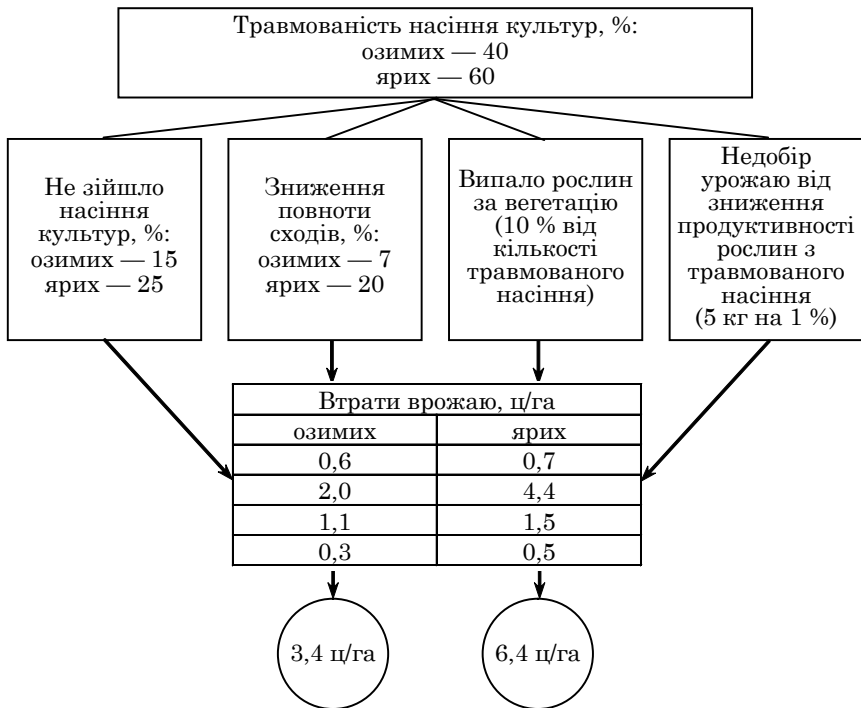 Травмованість насіння культур, %:
озимих — 40
ярих — 60
Не зійшло
насіння
культур, %:
озимих — 15
ярих — 25
Зниження
повноти
сходів, %:
озимих — 7
ярих — 20
Випало рослин
за вегетацію
(10 % від
кількості
травмованого
насіння)
Недобір
урожаю від
зниження
продуктивності
рослин з
травмованого
насіння
(5 кг на 1 %)
Втрати врожаю, ц/га
озимих ярих
0,6 0,7
2,0 4,4
1,1 1,5
0,3 0,5
3,4 ц/га 6,4 ц/га